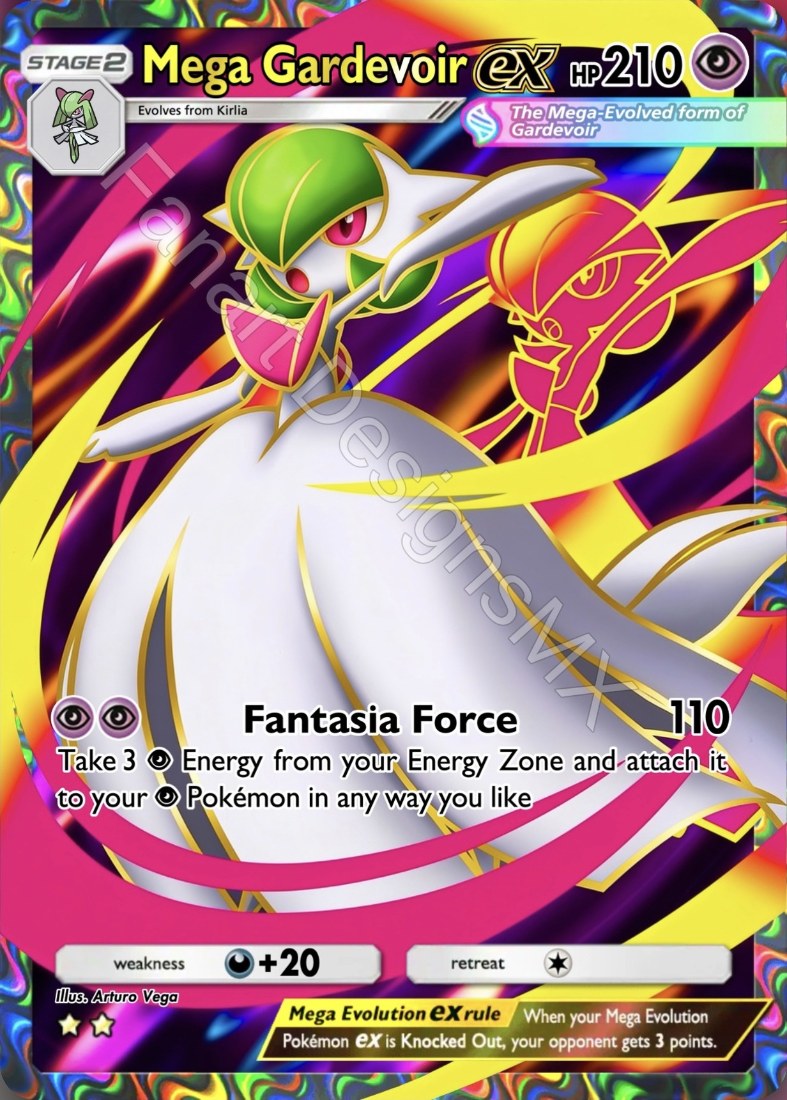 STAGE2 Mega Gardevoir ex HP210
Evolves from Kirlia
The Mega-Evolved form of
Gardevoir
Fanart DesignsMX
Fantasia Force 110
Take 3 Energy from your Energy Zone and attach it
to your Pokémon in any way you like
weakness +20 retreat
Illus. Arturo Vega
Mega Evolution ex rule When your Mega Evolution
Pokémon ex is Knocked Out, your opponent gets 3 points.